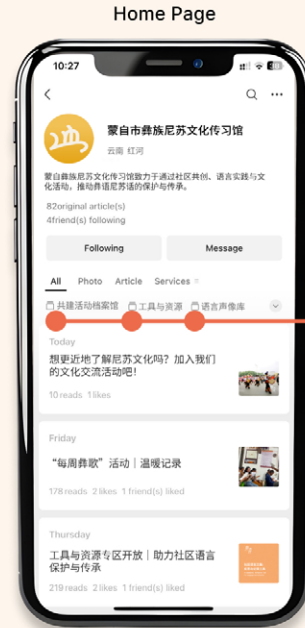 Home Page
10:27
蒙自市彝族尼苏文化传习馆
云南 红河
蒙自彝族尼苏文化传习馆致力于通过社区共创、语言实践与文
化活动，推动彝语尼苏话的保护与传承。
82original article(s)
4friend(s) following
Following Message
All Photo Article Services
共建活动档案馆 工具与资源 语言声像库
Today
想更近地了解尼苏文化吗？加入我们
的文化交流活动吧！
10 reads 1 likes
Friday
“每周彝歌”活动｜温暖记录
178 reads 2 likes 1 friend(s) liked
Thursday
工具与资源专区开放｜助力社区语言
保护与传承
219 reads 2 likes 1 friend(s) liked